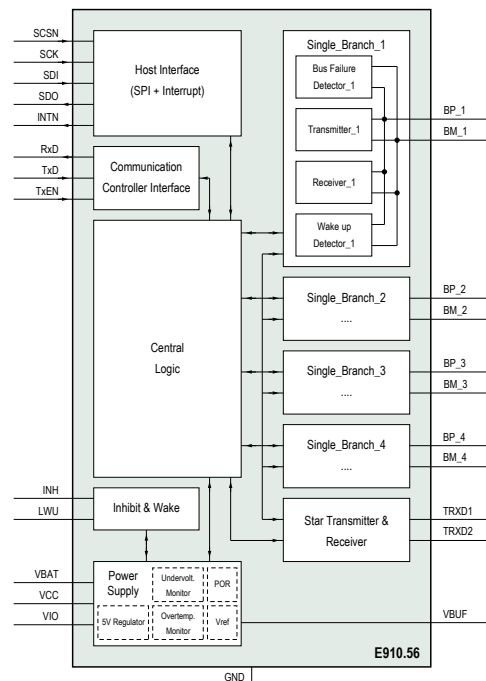 SCSN
SCK
SDI
SDO
INTN
Host Interface
(SPI + Interrupt)
RxD
TxD
TxEN
Communication
Controller Interface
Single_Branch_1
Bus Failure
Detector_1
Transmitter_1
Receiver_1
Wake up
Detector_1
BP_1
BM_1
Central
Logic
Single_Branch_2
....
BP_2
BM_2
Single_Branch_3
....
BP_3
BM_3
Single_Branch_4
....
BP_4
BM_4
INH
LWU
Inhibit & Wake
Star Transmitter &
Receiver
TRXD1
TRXD2
VBAT
VCC
VIO
Power
Supply
Undervolt.
Monitor
POR
5V Regulator
Overtemp.
Monitor
Vref
VBUF
E910.56
GND